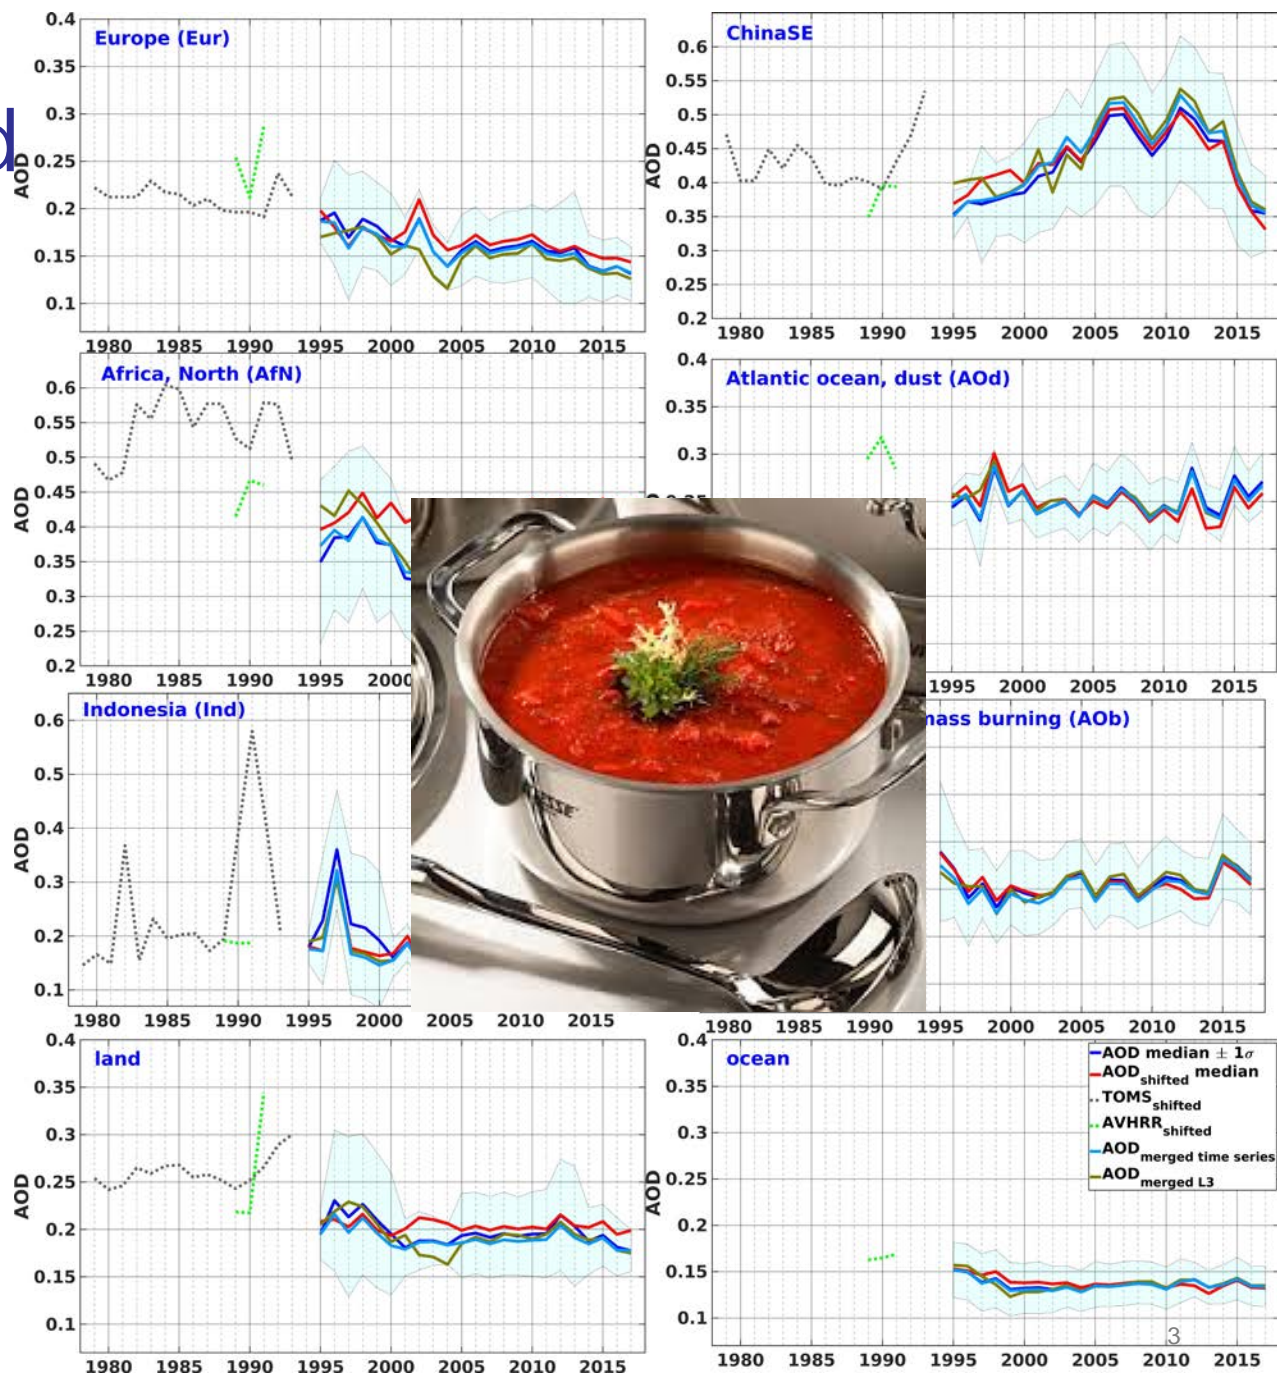 d
Europe (Eur)
AOD
0.4
0.35
0.3
0.25
0.2
0.15
0.1
1980 1985 1990 1995 2000 2005 2010 2015
ChinaSE
AOD
0.6
0.55
0.5
0.45
0.4
0.35
0.3
0.25
0.2
1980 1985 1990 1995 2000 2005 2010 2015
Africa, North (AfN)
AOD
0.6
0.55
0.5
0.45
0.4
0.35
0.3
0.25
0.2
1980 1985 1990 1995
Atlantic ocean, dust (AOd)
0.4
0.35
0.3
1995 2000 2005 2010 2015
Indonesia (Ind)
AOD
0.6
0.5
0.4
0.3
0.2
0.1
1980 1985 1990 1995 2000 2005 2010 2015
burning (AOb)
1980 1985 1990 1995 2000 2005 2010 2015
land
AOD
0.4
0.35
0.3
0.25
0.2
0.15
0.1
1980 1985 1990 1995 2000 2005 2010 2015
ocean
AOD
0.4
0.35
0.3
0.25
0.2
0.15
0.1
1980 1985 1990 1995 2000 2005 2010 2015
AOD median ± 1σ
AOD shifted median
TOMS shifted
AVHRR shifted
AOD merged time series
AOD merged L3
3